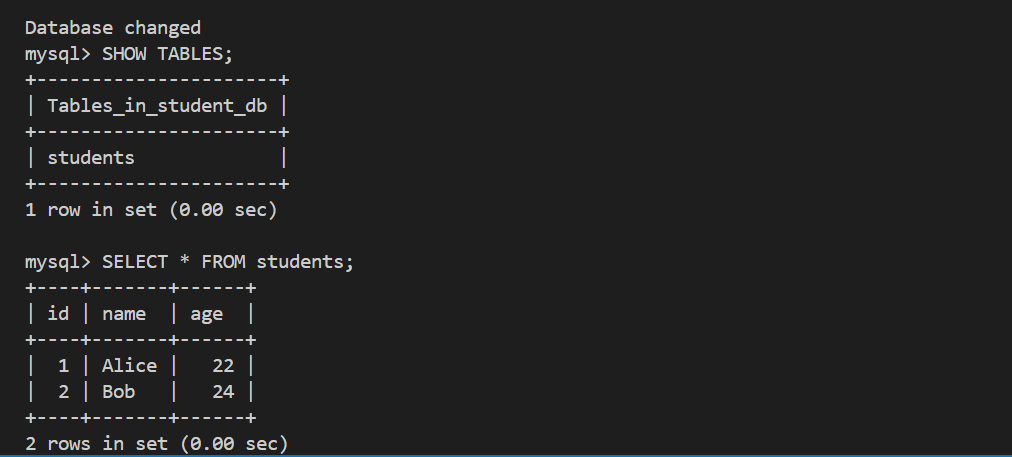 Database changed
mysql> SHOW TABLES;
+----------------------+
| Tables_in_student_db |
+----------------------+
| students             |
+----------------------+
1 row in set (0.00 sec)

mysql> SELECT * FROM students;
+----+-------+------+
| id | name  | age  |
+----+-------+------+
|  1 | Alice |   22 |
|  2 | Bob   |   24 |
+----+-------+------+
2 rows in set (0.00 sec)